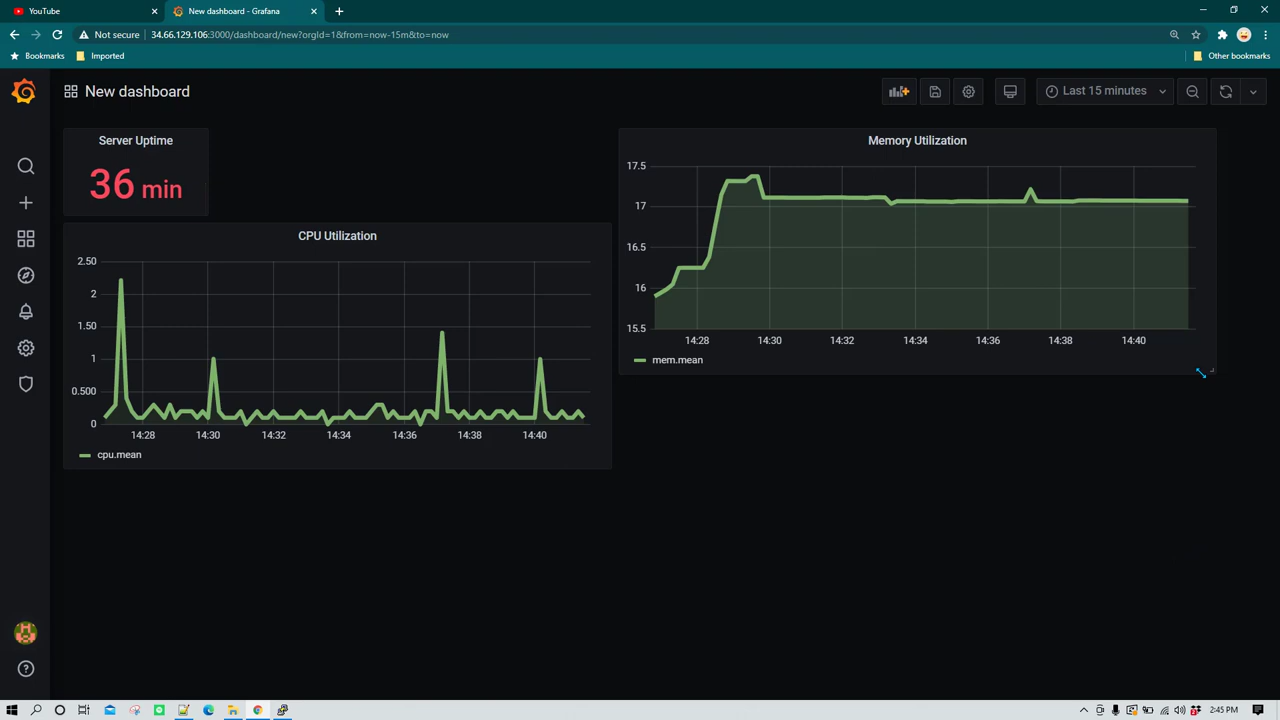 YouTube
New dashboard - Grafana
Not secure 34.66.129.106:3000/dashboard/new?orgId=1&from=now-15m&to=now
Bookmarks Imported Other bookmarks
New dashboard
Last 15 minutes
Server Uptime
36 min
Memory Utilization
17.5
17
16.5
16
15.5
14:28 14:30 14:32 14:34 14:36 14:38 14:40
mem.mean
CPU Utilization
2.50
2
1.50
1
0.500
0
14:28 14:30 14:32 14:34 14:36 14:38 14:40
cpu.mean
2:45 PM